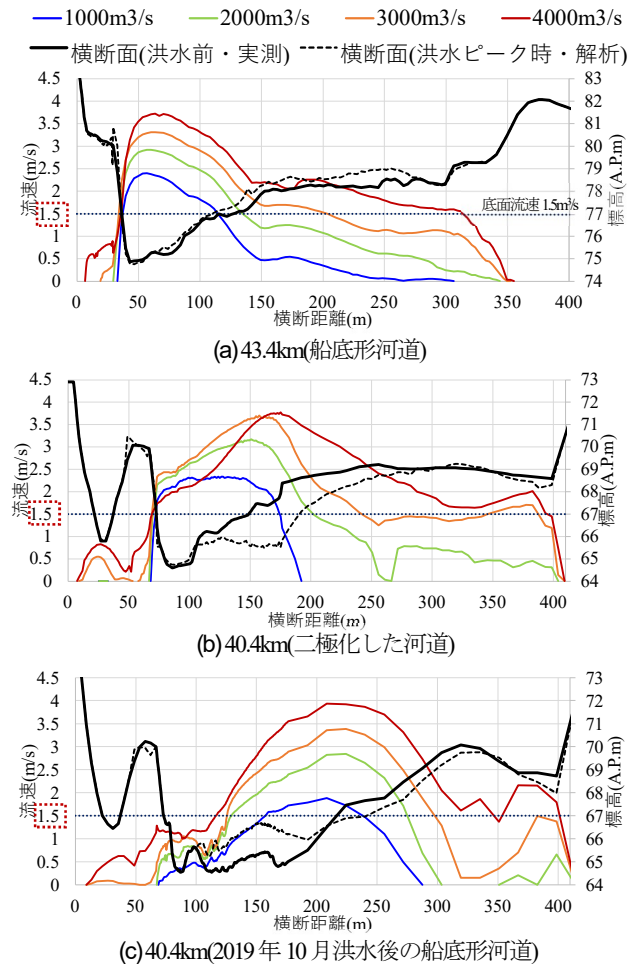 1000m3/s 2000m3/s 3000m3/s 4000m3/s
横断面(洪水前・実測) 横断面(洪水ピーク時・解析)
4.5 4 3.5 3 2.5 2 1.5 1 0.5 0
流速(m/s)
83 82 81 80 79 78 77 76 75 74
標高(A.P.m)
底面流速 1.5m³/s
0 50 100 150 200 250 300 350 400
横断距離(m)
(a) 43.4km(船底形河道)
4.5 4 3.5 3 2.5 2 1.5 1 0.5 0
流速(m/s)
73 72 71 70 69 68 67 66 65 64
標高(A.P.m)
0 50 100 150 200 250 300 350 400
横断距離(m)
(b) 40.4km(二極化した河道)
4.5 4 3.5 3 2.5 2 1.5 1 0.5 0
流速(m/s)
73 72 71 70 69 68 67 66 65 64
標高(A.P.m)
0 50 100 150 200 250 300 350 400
横断距離(m)
(c) 40.4km(2019 年 10 月洪水後の船底形河道)